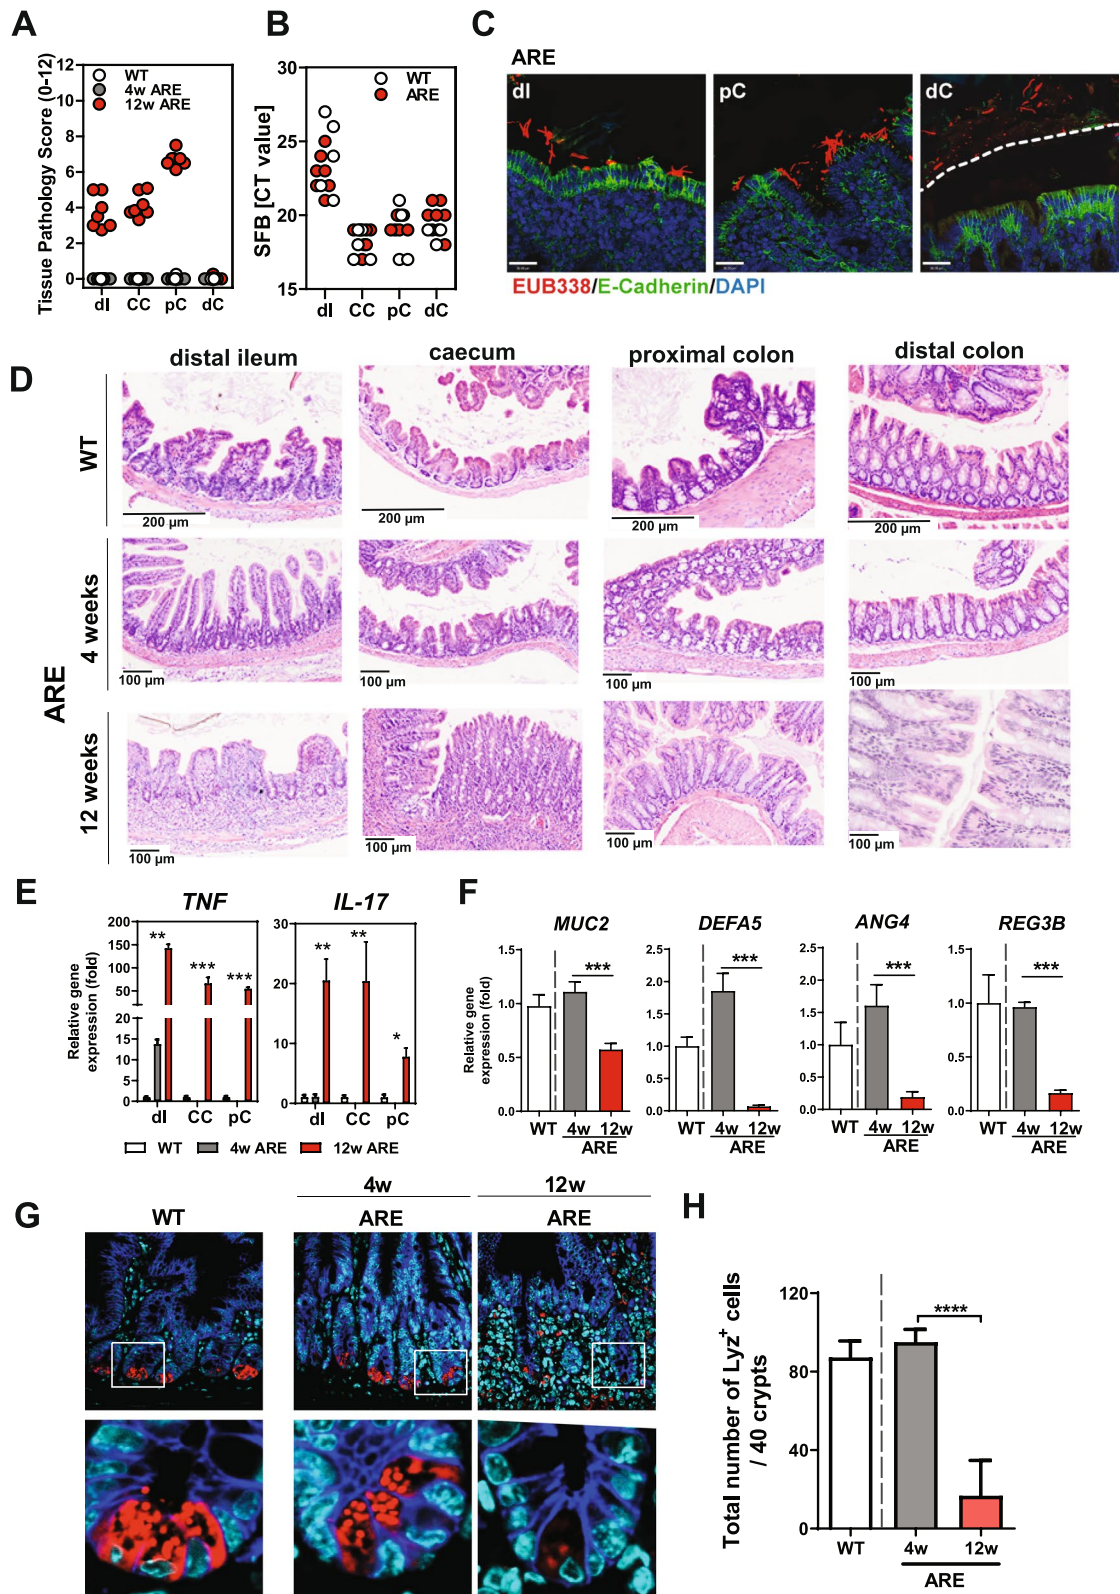 A
Tissue Pathology Score (0-12)
12
10
8
6
4
2
0
WT
4w ARE
12w ARE
dI
CC
pC
dC
B
SFB [CT value]
30
25
20
15
WT
ARE
dI
CC
pC
dC
C
ARE
dI
pC
dC
EUB338/E-Cadherin/DAPI
D
distal ileum
caecum
proximal colon
distal colon
WT
200 µm
200 µm
200 µm
200 µm
ARE
4 weeks
100 µm
100 µm
100 µm
100 µm
12 weeks
100 µm
100 µm
100 µm
100 µm
E
TNF
IL-17
Relative gene
expression (fold)
200
150
100
50
20
15
10
5
0
**
***
***
dI
CC
pC
30
20
10
0
**
**
*
dI
CC
pC
WT
4w ARE
12w ARE
F
MUC2
DEFA5
ANG4
REG3B
Relative gene
expression (fold)
1.5
1.0
0.5
0.0
***
WT
4w
12w
ARE
2.5
2.0
1.5
1.0
0.5
0.0
***
WT
4w
12w
ARE
2.5
2.0
1.5
1.0
0.5
0.0
***
WT
4w
12w
ARE
1.5
1.0
0.5
0.0
***
WT
4w
12w
ARE
G
WT
4w
ARE
12w
ARE
H
Total number of Lyz+ cells
/ 40 crypts
120
80
40
0
****
WT
4w
12w
ARE